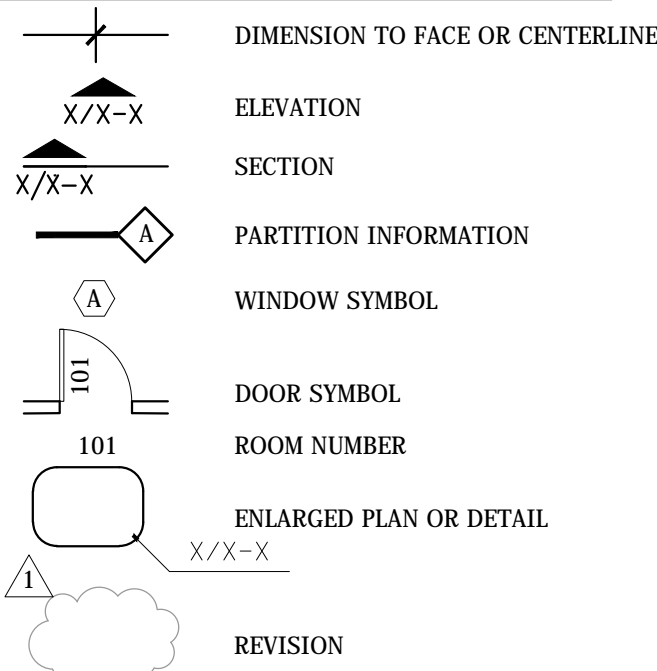 DIMENSION TO FACE OR CENTERLINE
X/X-X ELEVATION
X/X-X SECTION
A PARTITION INFORMATION
A WINDOW SYMBOL
101 DOOR SYMBOL
101 ROOM NUMBER
ENLARGED PLAN OR DETAIL
X/X-X
1
REVISION